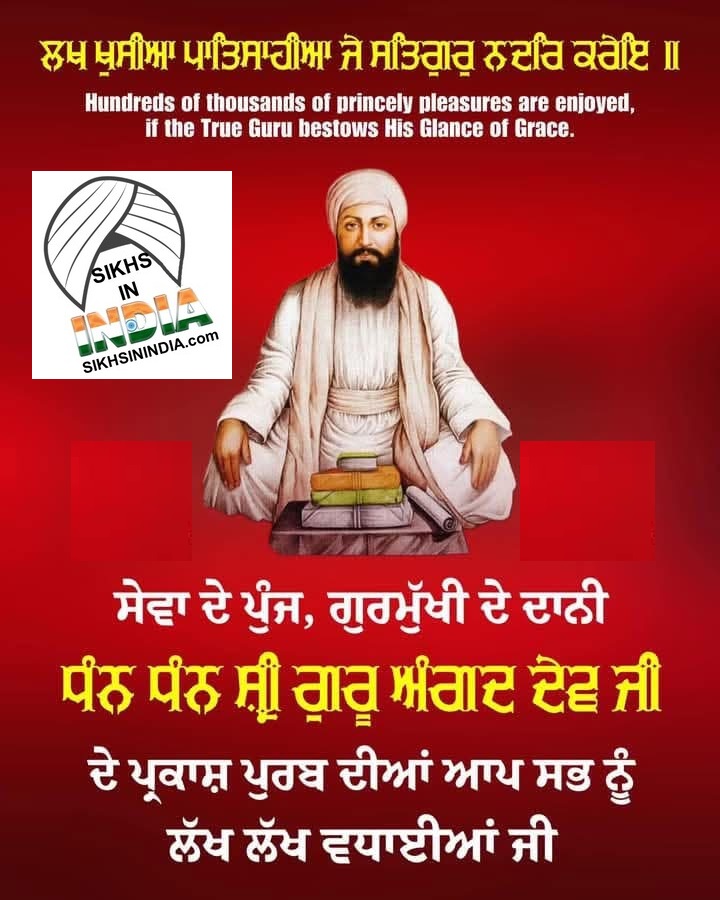 ਲਖ ਖੁਸੀਆ ਪਾਤਿਸਾਹੀਆ ਜੇ ਸਤਿਗੁਰੁ ਨਦਰਿ ਕਰੇਇ ॥
Hundreds of thousands of princely pleasures are enjoyed,
if the True Guru bestows His Glance of Grace.
SIKHS
IN
INDIA
SIKHSININDIA.com
ਸੇਵਾ ਦੇ ਪੁੰਜ, ਗੁਰਮੁੱਖੀ ਦੇ ਦਾਨੀ
ਧੰਨ ਧੰਨ ਸ਼੍ਰੀ ਗੁਰੂ ਅੰਗਦ ਦੇਵ ਜੀ
ਦੇ ਪ੍ਰਕਾਸ਼ ਪੁਰਬ ਦੀਆਂ ਆਪ ਸਭ ਨੂੰ
ਲੱਖ ਲੱਖ ਵਧਾਈਆਂ ਜੀ